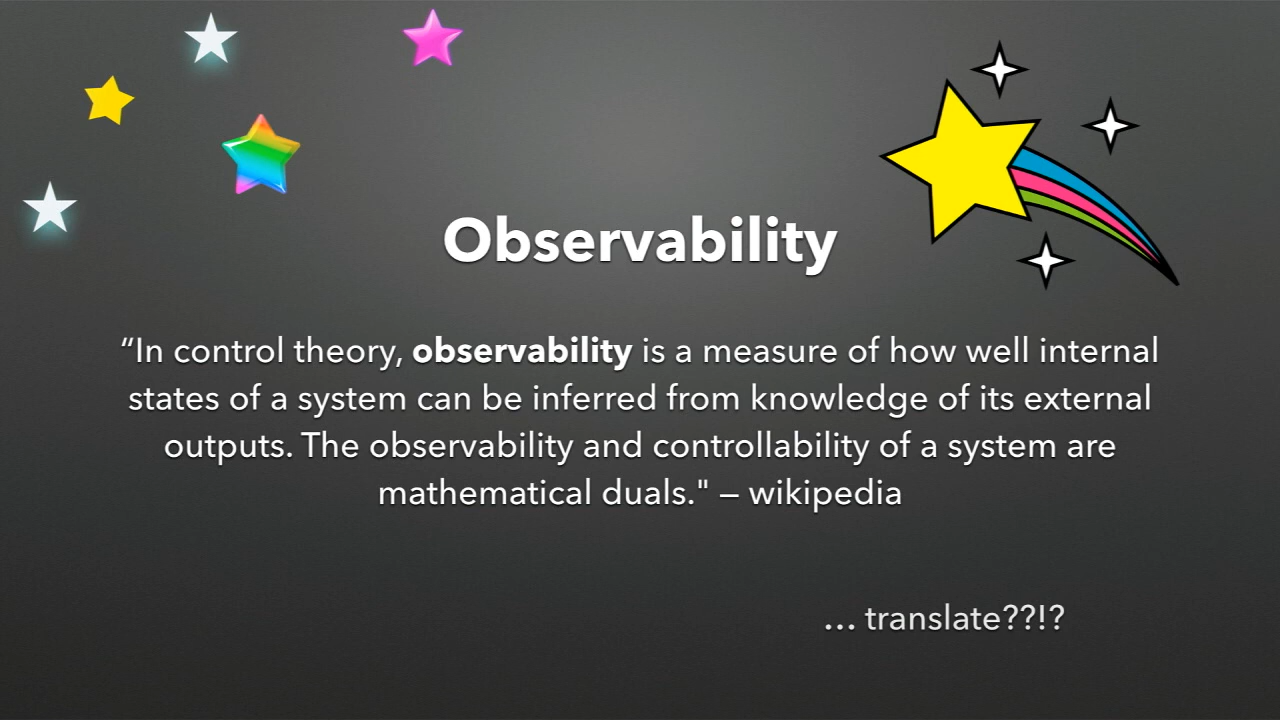 Observability
“In control theory, observability is a measure of how well internal
states of a system can be inferred from knowledge of its external
outputs. The observability and controllability of a system are
mathematical duals." — wikipedia
… translate??!?